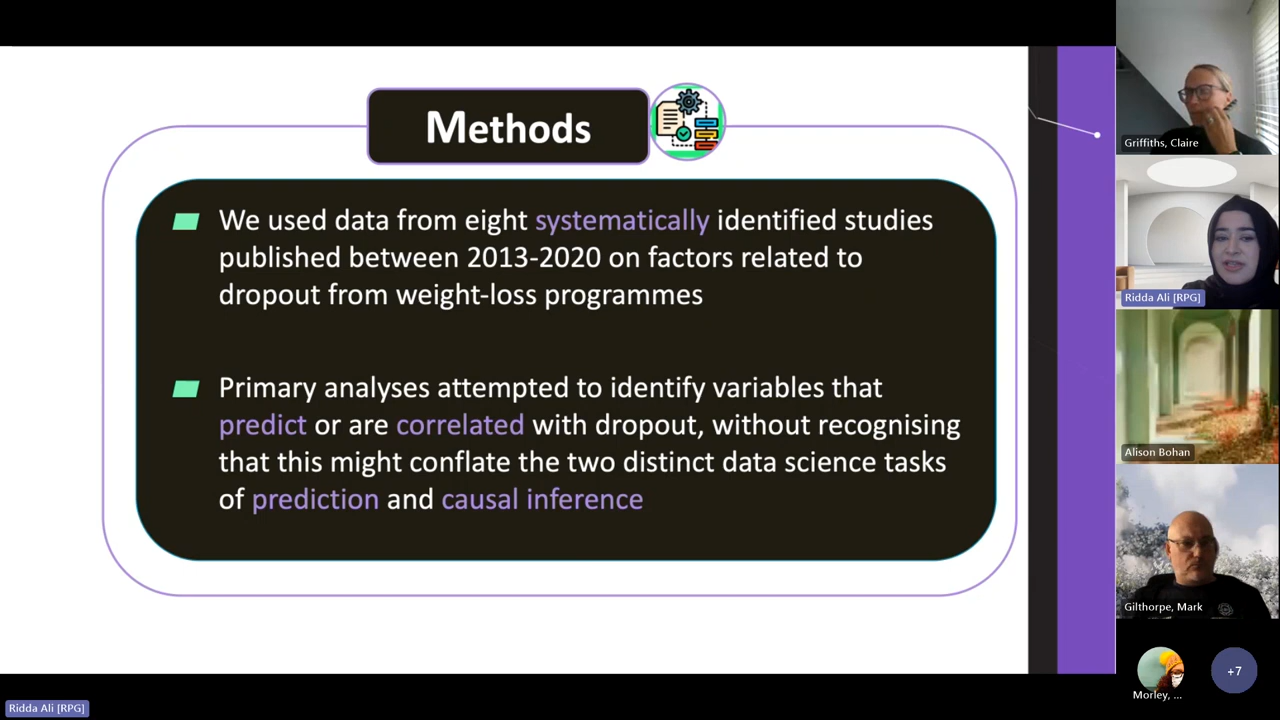 Methods
We used data from eight systematically identified studies
published between 2013-2020 on factors related to
dropout from weight-loss programmes
Primary analyses attempted to identify variables that
predict or are correlated with dropout, without recognising
that this might conflate the two distinct data science tasks
of prediction and causal inference
Griffiths, Claire
Ridda Ali [RPG]
Alison Bohan
Gilthorpe, Mark
Morley, ...
+7
Ridda Ali [RPG]